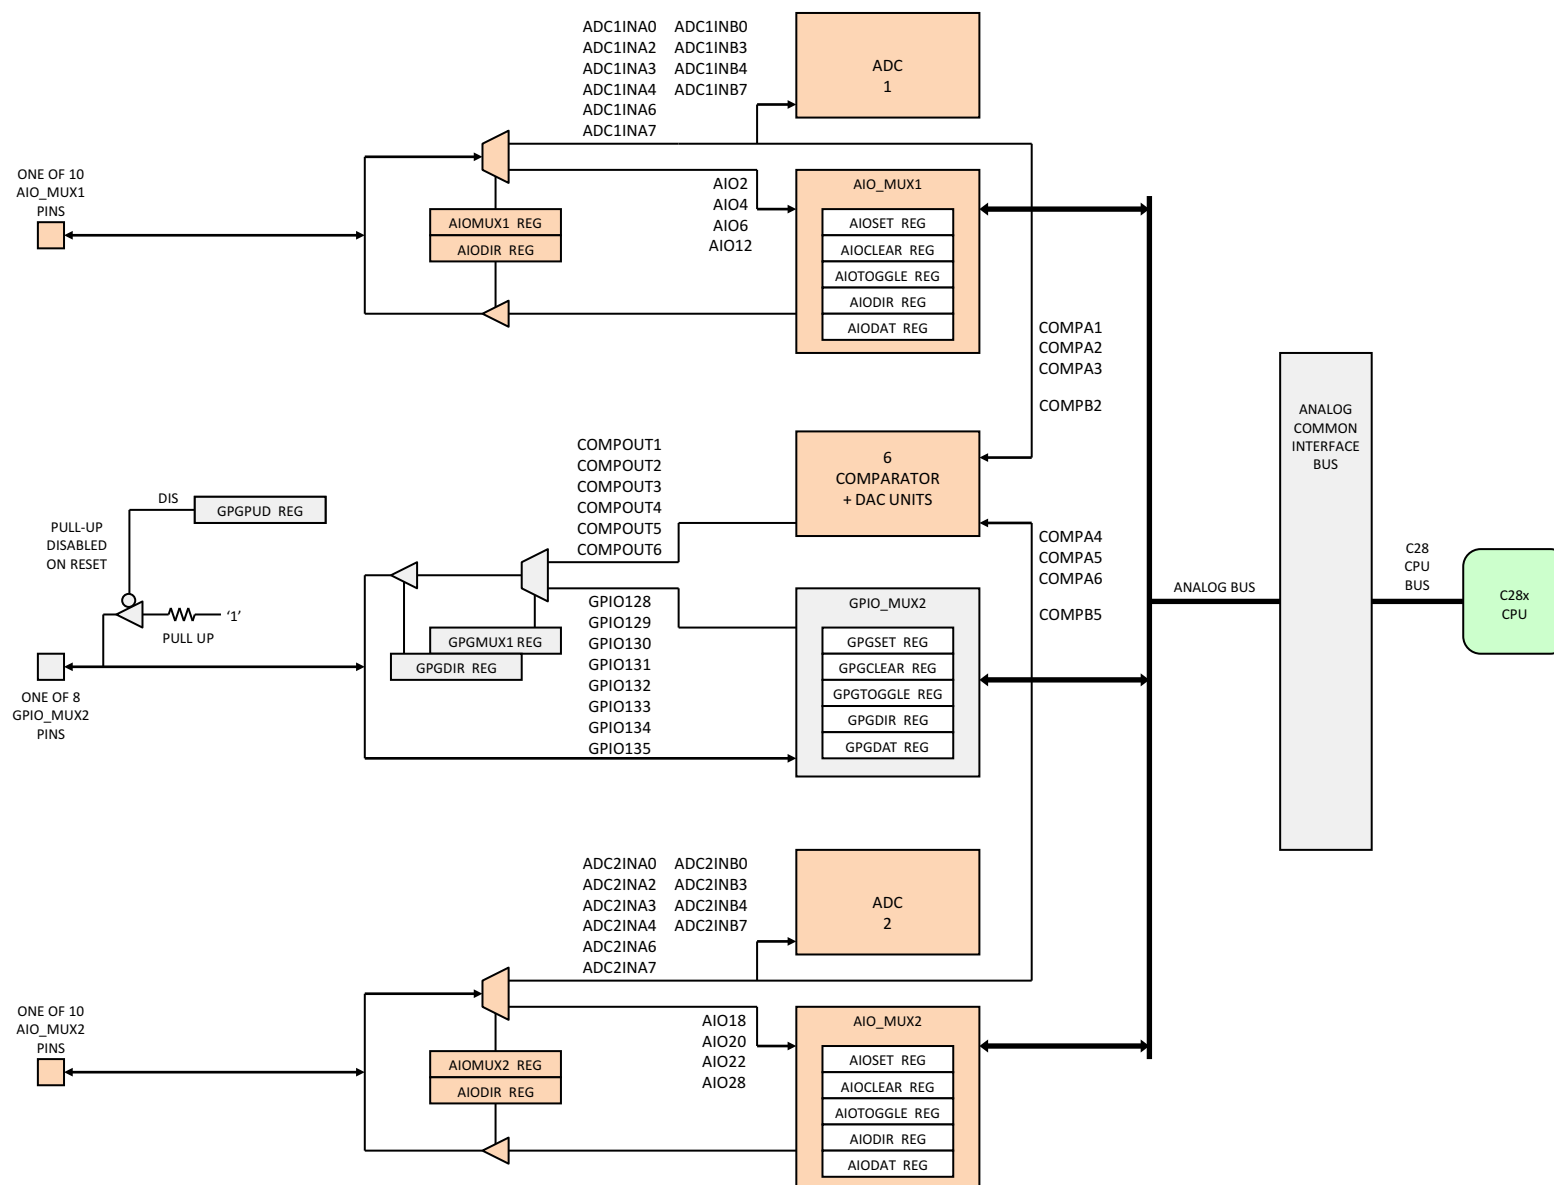 ADC1INA0 ADC1INB0
ADC1INA2 ADC1INB3
ADC1INA3 ADC1INB4
ADC1INA4 ADC1INB7
ADC1INA6
ADC1INA7
ADC
1
ONE OF 10
AIO_MUX1
PINS
AIOMUX1 REG
AIODIR REG
AIO2
AIO4
AIO6
AIO12
AIO_MUX1
AIOSET REG
AIOCLEAR REG
AIOTOGGLE REG
AIODIR REG
AIODAT REG
COMPA1
COMPA2
COMPA3
COMPB2
COMPOUT1
COMPOUT2
COMPOUT3
COMPOUT4
COMPOUT5
COMPOUT6
6
COMPARATOR
+ DAC UNITS
DIS
GPGPUD REG
PULL-UP
DISABLED
ON RESET
'1'
PULL UP
ONE OF 8
GPIO_MUX2
PINS
GPGMUX1 REG
GPGDIR REG
GPIO128
GPIO129
GPIO130
GPIO131
GPIO132
GPIO133
GPIO134
GPIO135
GPIO_MUX2
GPGSET REG
GPGCLEAR REG
GPGTOGGLE REG
GPGDIR REG
GPGDAT REG
COMPA4
COMPA5
COMPA6
COMPB5
ANALOG BUS
ANALOG
COMMON
INTERFACE
BUS
C28
CPU
BUS
C28x
CPU
ADC2INA0 ADC2INB0
ADC2INA2 ADC2INB3
ADC2INA3 ADC2INB4
ADC2INA4 ADC2INB7
ADC2INA6
ADC2INA7
ADC
2
ONE OF 10
AIO_MUX2
PINS
AIOMUX2 REG
AIODIR REG
AIO18
AIO20
AIO22
AIO28
AIO_MUX2
AIOSET REG
AIOCLEAR REG
AIOTOGGLE REG
AIODIR REG
AIODAT REG